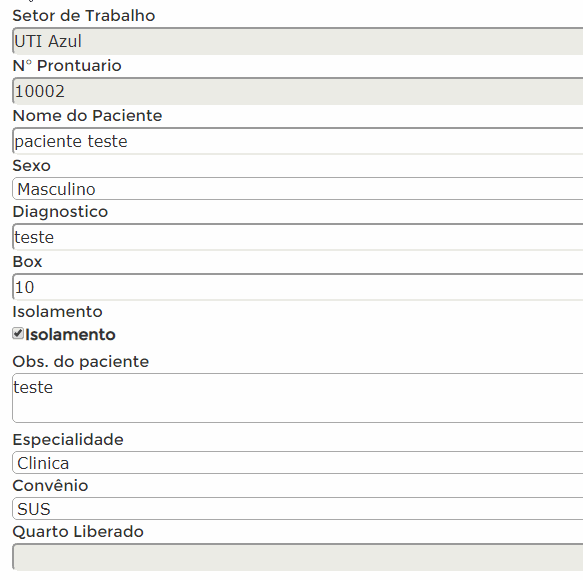 Setor de Trabalho
UTI Azul
N° Prontuario
10002
Nome do Paciente
paciente teste
Sexo
Masculino
Diagnostico
teste
Box
10
Isolamento
Isolamento
Obs. do paciente
teste
Especialidade
Clinica
Convênio
SUS
Quarto Liberado